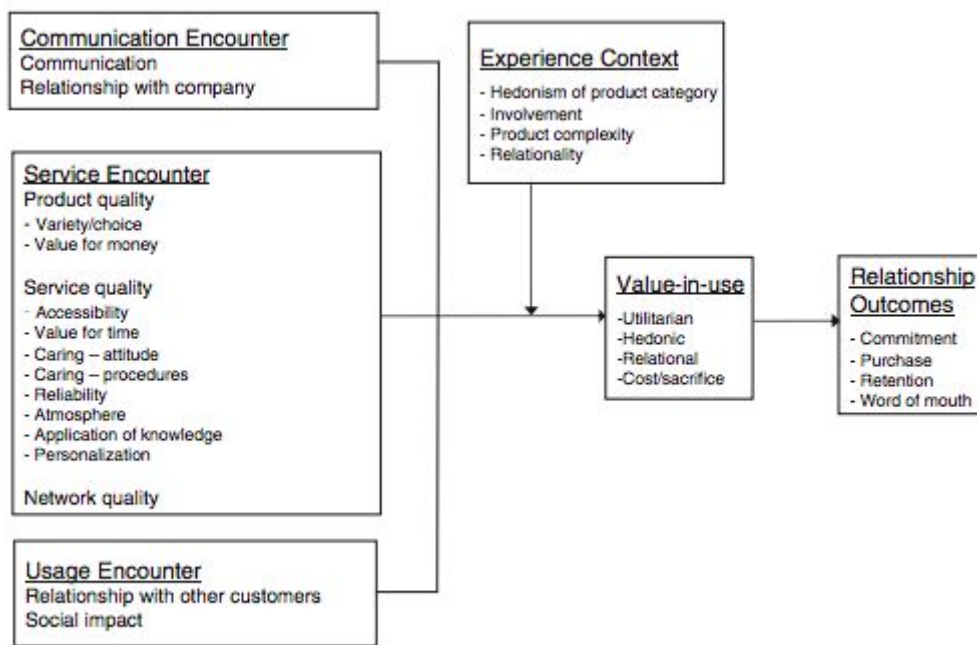 Communication Encounter
Communication
Relationship with company
Experience Context
- Hedonism of product category
- Involvement
- Product complexity
- Relationality
Service Encounter
Product quality
- Variety/choice
- Value for money
Service quality
- Accessibility
- Value for time
- Caring – attitude
- Caring – procedures
- Reliability
- Atmosphere
- Application of knowledge
- Personalization
Network quality
Value-in-use
-Utilitarian
-Hedonic
-Relational
-Cost/sacrifice
Relationship
Outcomes
- Commitment
- Purchase
- Retention
- Word of mouth
Usage Encounter
Relationship with other customers
Social impact